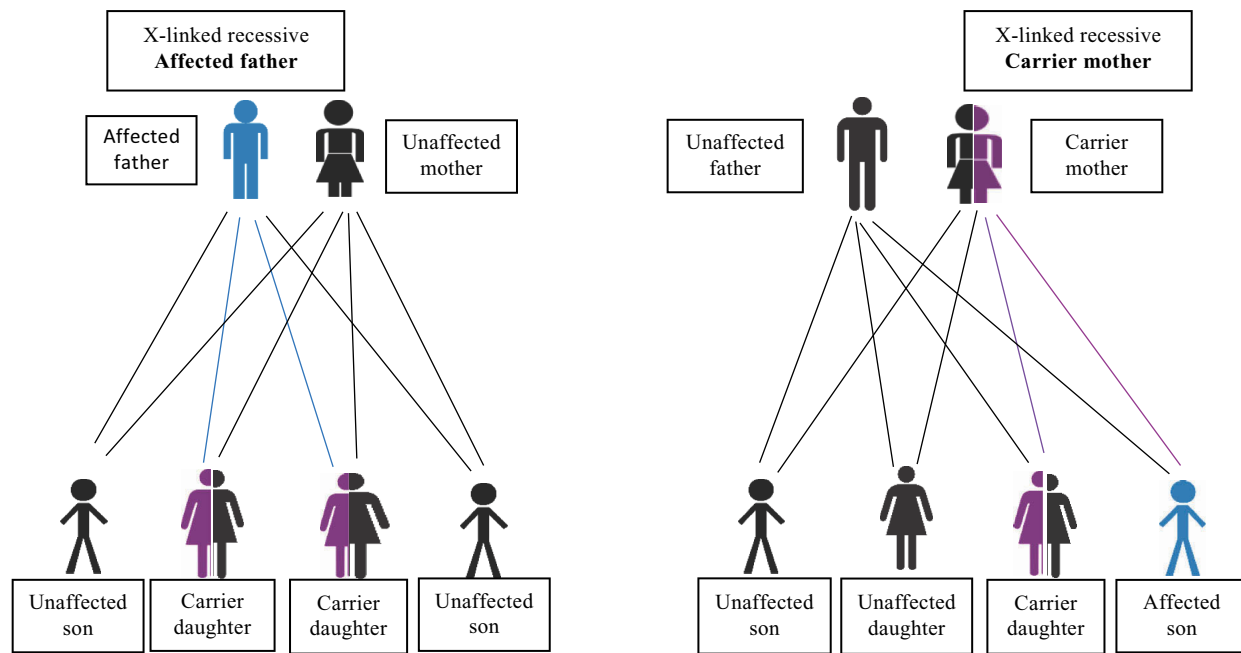 X-linked recessive
Affected father
Affected
father
Unaffected
mother
Unaffected
son
Carrier
daughter
Carrier
daughter
Unaffected
son
X-linked recessive
Carrier mother
Unaffected
father
Carrier
mother
Unaffected
son
Unaffected
daughter
Carrier
daughter
Affected
son